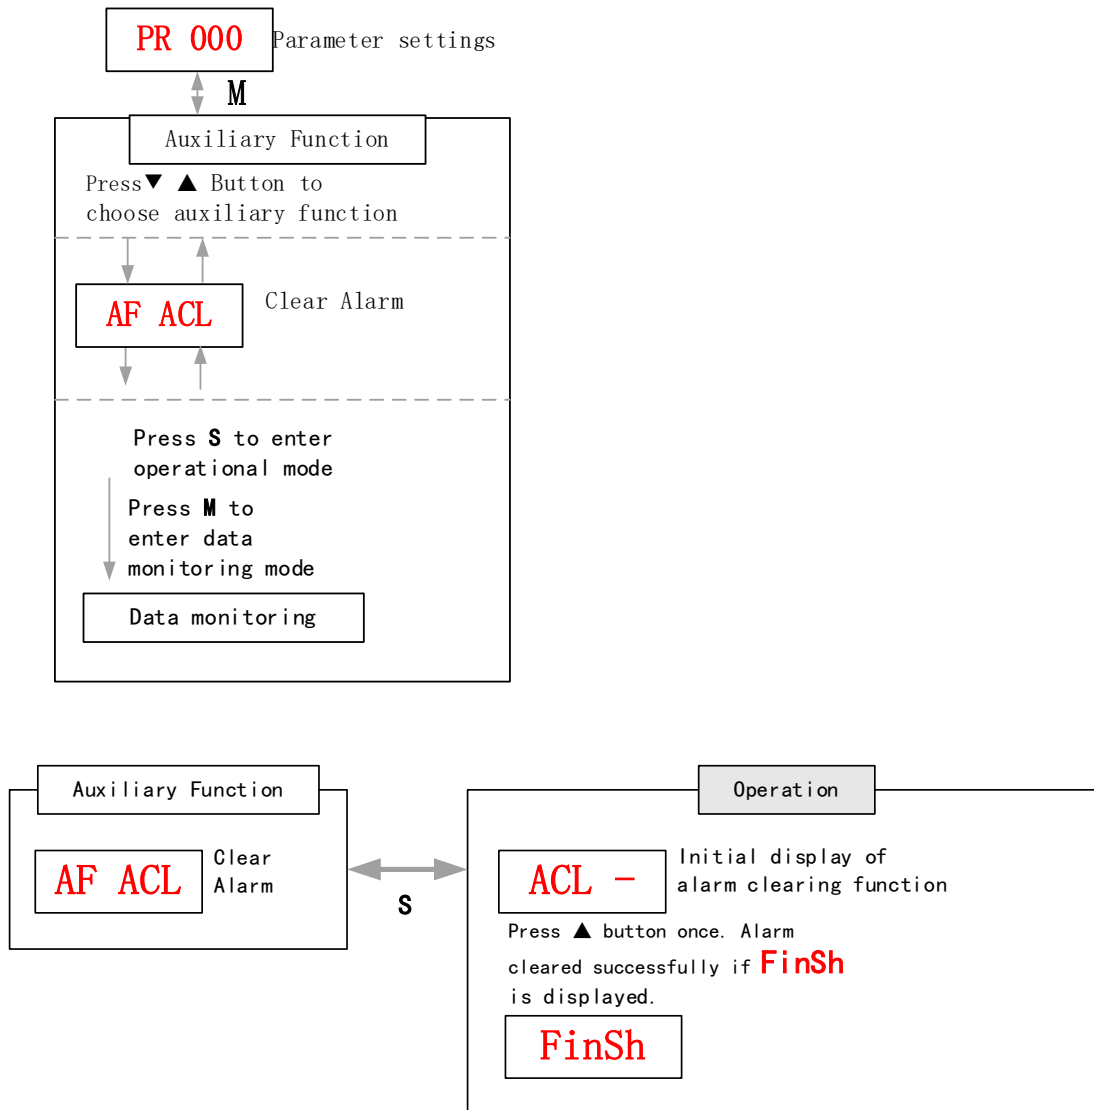 PR 000
Parameter settings
M
Auxiliary Function
Press▼ ▲ Button to
choose auxiliary function
AF ACL
Clear Alarm
Press S to enter
operational mode
Press M to
enter data
monitoring mode
Data monitoring
Auxiliary Function
AF ACL
Clear
Alarm
S
Operation
ACL -
Initial display of
alarm clearing function
Press ▲ button once. Alarm
cleared successfully if FinSh
is displayed.
FinSh